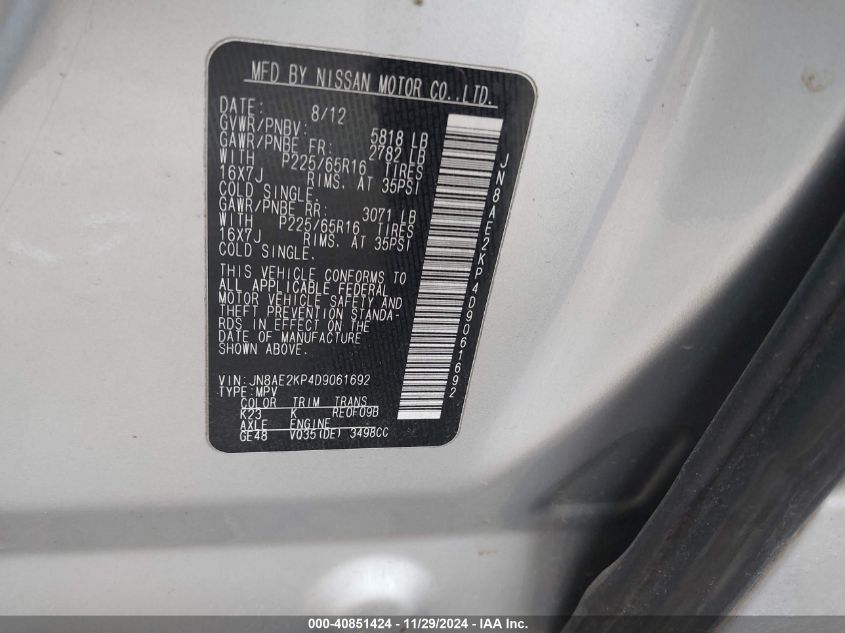 MFD BY NISSAN MOTOR CO.,LTD.
DATE: 8/12
GVWR/PNBV: 5818 LB
GAWR/PNBE FR: 2782 LB
WITH P225/65R16 TIRES
16X7J RIMS. AT 35PSI
COLD SINGLE.
GAWR/PNBE RR: 3071 LB
WITH P225/65R16 TIRES
16X7J RIMS. AT 35PSI
COLD SINGLE.
THIS VEHICLE CONFORMS TO
ALL APPLICABLE FEDERAL
MOTOR VEHICLE SAFETY AND
THEFT PREVENTION STANDA-
RDS IN EFFECT ON THE
DATE OF MANUFACTURE
SHOWN ABOVE.
VIN: JN8AE2KP4D9061692
TYPE: MPV
COLOR TRIM TRANS
K23 K RE0F09B
AXLE ENGINE
GE48 VQ35(DE) 3498CC
JN8AE2KP4D9061692
000-40851424 - 11/29/2024 - IAA Inc.